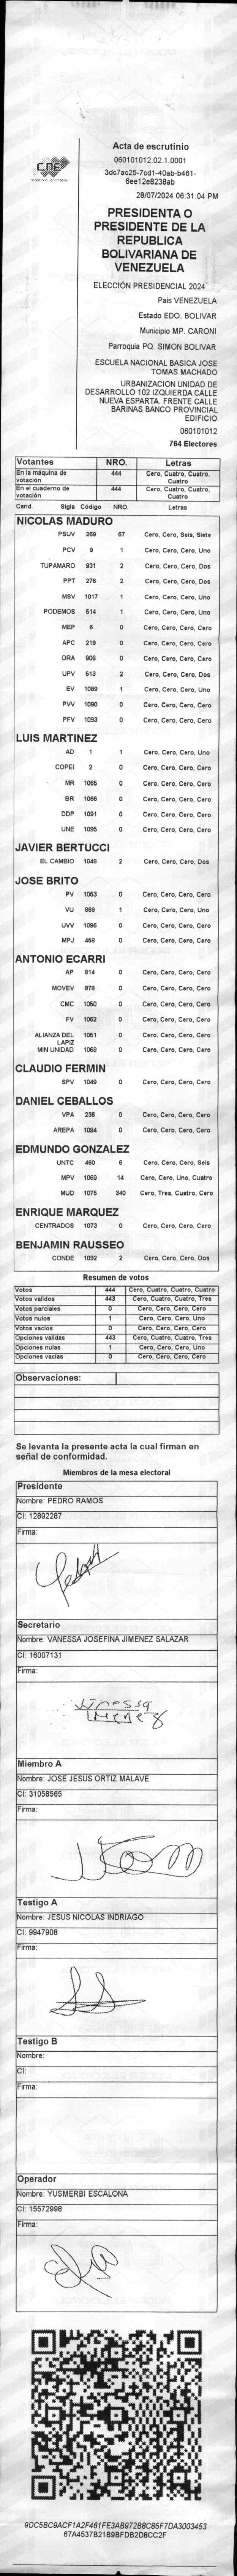 CNE
Acta de escrutinio
060101012.02.1.0001
3dc7ac25-7cd1-40ab-b461-
6ee12e8238ab
28/07/2024 06:31:04 PM
PRESIDENTA O
PRESIDENTE DE LA
REPUBLICA
BOLIVARIANA DE
VENEZUELA
ELECCIÓN PRESIDENCIAL 2024
País VENEZUELA
Estado EDO. BOLIVAR
Municipio MP. CARONI
Parroquia PQ. SIMON BOLIVAR
ESCUELA NACIONAL BASICA JOSE
TOMAS MACHADO
URBANIZACION UNIDAD DE
DESARROLLO 102 IZQUIERDA CALLE
NUEVA ESPARTA. FRENTE CALLE
BARINAS BANCO PROVINCIAL
EDIFICIO
060101012
764 Electores
Votantes NRO. Letras
En la máquina de votación 444 Cero, Cuatro, Cuatro, Cuatro
En el cuaderno de votación 444 Cero, Cuatro, Cuatro, Cuatro
Cand. Sigla Código NRO. Letras
NICOLAS MADURO
PSUV 269 67 Cero, Cero, Seis, Siete
PCV 9 1 Cero, Cero, Cero, Uno
TUPAMARO 931 2 Cero, Cero, Cero, Dos
PPT 276 2 Cero, Cero, Cero, Dos
MSV 1017 1 Cero, Cero, Cero, Uno
PODEMOS 514 1 Cero, Cero, Cero, Uno
MEP 6 0 Cero, Cero, Cero, Cero
APC 219 0 Cero, Cero, Cero, Cero
ORA 906 0 Cero, Cero, Cero, Cero
UPV 513 2 Cero, Cero, Cero, Dos
EV 1089 1 Cero, Cero, Cero, Uno
PVV 1090 0 Cero, Cero, Cero, Cero
PFV 1093 0 Cero, Cero, Cero, Cero
LUIS MARTINEZ
AD 1 1 Cero, Cero, Cero, Uno
COPEI 2 0 Cero, Cero, Cero, Cero
MR 1065 0 Cero, Cero, Cero, Cero
BR 1066 0 Cero, Cero, Cero, Cero
DDP 1091 0 Cero, Cero, Cero, Cero
UNE 1095 0 Cero, Cero, Cero, Cero
JAVIER BERTUCCI
EL CAMBIO 1048 2 Cero, Cero, Cero, Dos
JOSE BRITO
PV 1053 0 Cero, Cero, Cero, Cero
VU 868 1 Cero, Cero, Cero, Uno
UVV 1096 0 Cero, Cero, Cero, Cero
MPJ 458 0 Cero, Cero, Cero, Cero
ANTONIO ECARRI
AP 814 0 Cero, Cero, Cero, Cero
MOVEV 878 0 Cero, Cero, Cero, Cero
CMC 1050 0 Cero, Cero, Cero, Cero
FV 1062 0 Cero, Cero, Cero, Cero
ALIANZA DEL LAPIZ 1051 0 Cero, Cero, Cero, Cero
MIN UNIDAD 1068 0 Cero, Cero, Cero, Cero
CLAUDIO FERMIN
SPV 1049 0 Cero, Cero, Cero, Cero
DANIEL CEBALLOS
VPA 236 0 Cero, Cero, Cero, Cero
AREPA 1094 0 Cero, Cero, Cero, Cero
EDMUNDO GONZALEZ
UNTC 460 6 Cero, Cero, Cero, Seis
MPV 1069 14 Cero, Cero, Uno, Cuatro
MUD 1075 340 Cero, Tres, Cuatro, Cero
ENRIQUE MARQUEZ
CENTRADOS 1073 0 Cero, Cero, Cero, Cero
BENJAMIN RAUSSEO
CONDE 1092 2 Cero, Cero, Cero, Dos
Resumen de votos
Votos 444 Cero, Cuatro, Cuatro, Cuatro
Votos validos 443 Cero, Cuatro, Cuatro, Tres
Votos parciales 0 Cero, Cero, Cero, Cero
Votos nulos 1 Cero, Cero, Cero, Uno
Votos vacios 0 Cero, Cero, Cero, Cero
Opciones validas 443 Cero, Cuatro, Cuatro, Tres
Opciones nulas 1 Cero, Cero, Cero, Uno
Opciones vacias 0 Cero, Cero, Cero, Cero
Observaciones:
Se levanta la presente acta la cual firman en
señal de conformidad.
Miembros de la mesa electoral
Presidente
Nombre: PEDRO RAMOS
CI: 12892287
Firma:
Secretario
Nombre: VANESSA JOSEFINA JIMENEZ SALAZAR
CI: 16007131
Firma:
Miembro A
Nombre: JOSE JESUS ORTIZ MALAVE
CI: 31058565
Firma:
Testigo A
Nombre: JESUS NICOLAS INDRIAGO
CI: 9947908
Firma:
Testigo B
Nombre:
CI:
Firma:
Operador
Nombre: YUSMERBI ESCALONA
CI: 15572998
Firma:
9DC5BC9ACF1A2F461FE3AB972B8C85F7DA3003453
67A4537B21B9BFDB2D8CC2F